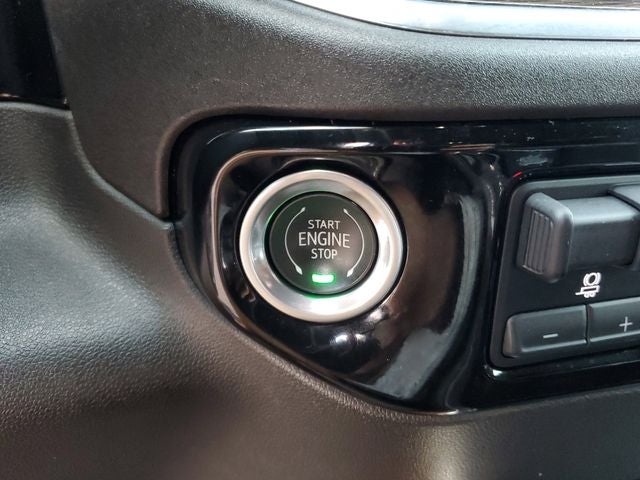 START
ENGINE
STOP
- +